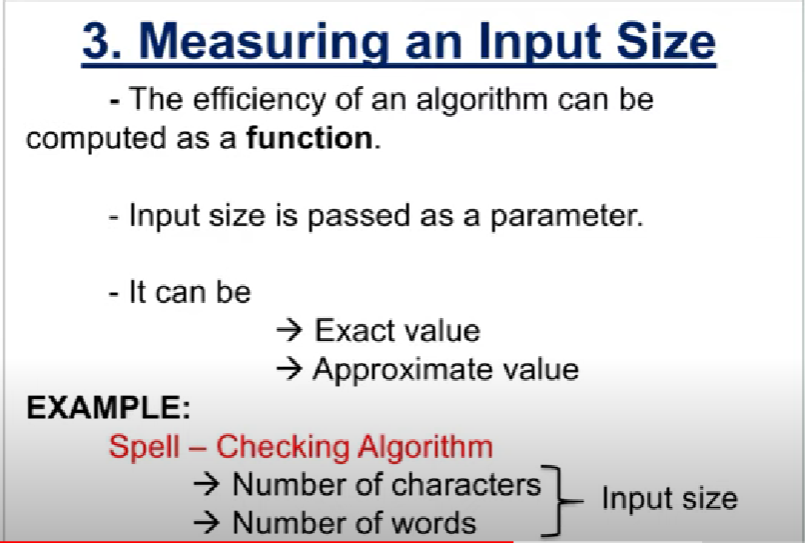 3. Measuring an Input Size
- The efficiency of an algorithm can be
computed as a function.
- Input size is passed as a parameter.
- It can be
→ Exact value
→ Approximate value
EXAMPLE:
Spell – Checking Algorithm
→ Number of characters
→ Number of words
Input size